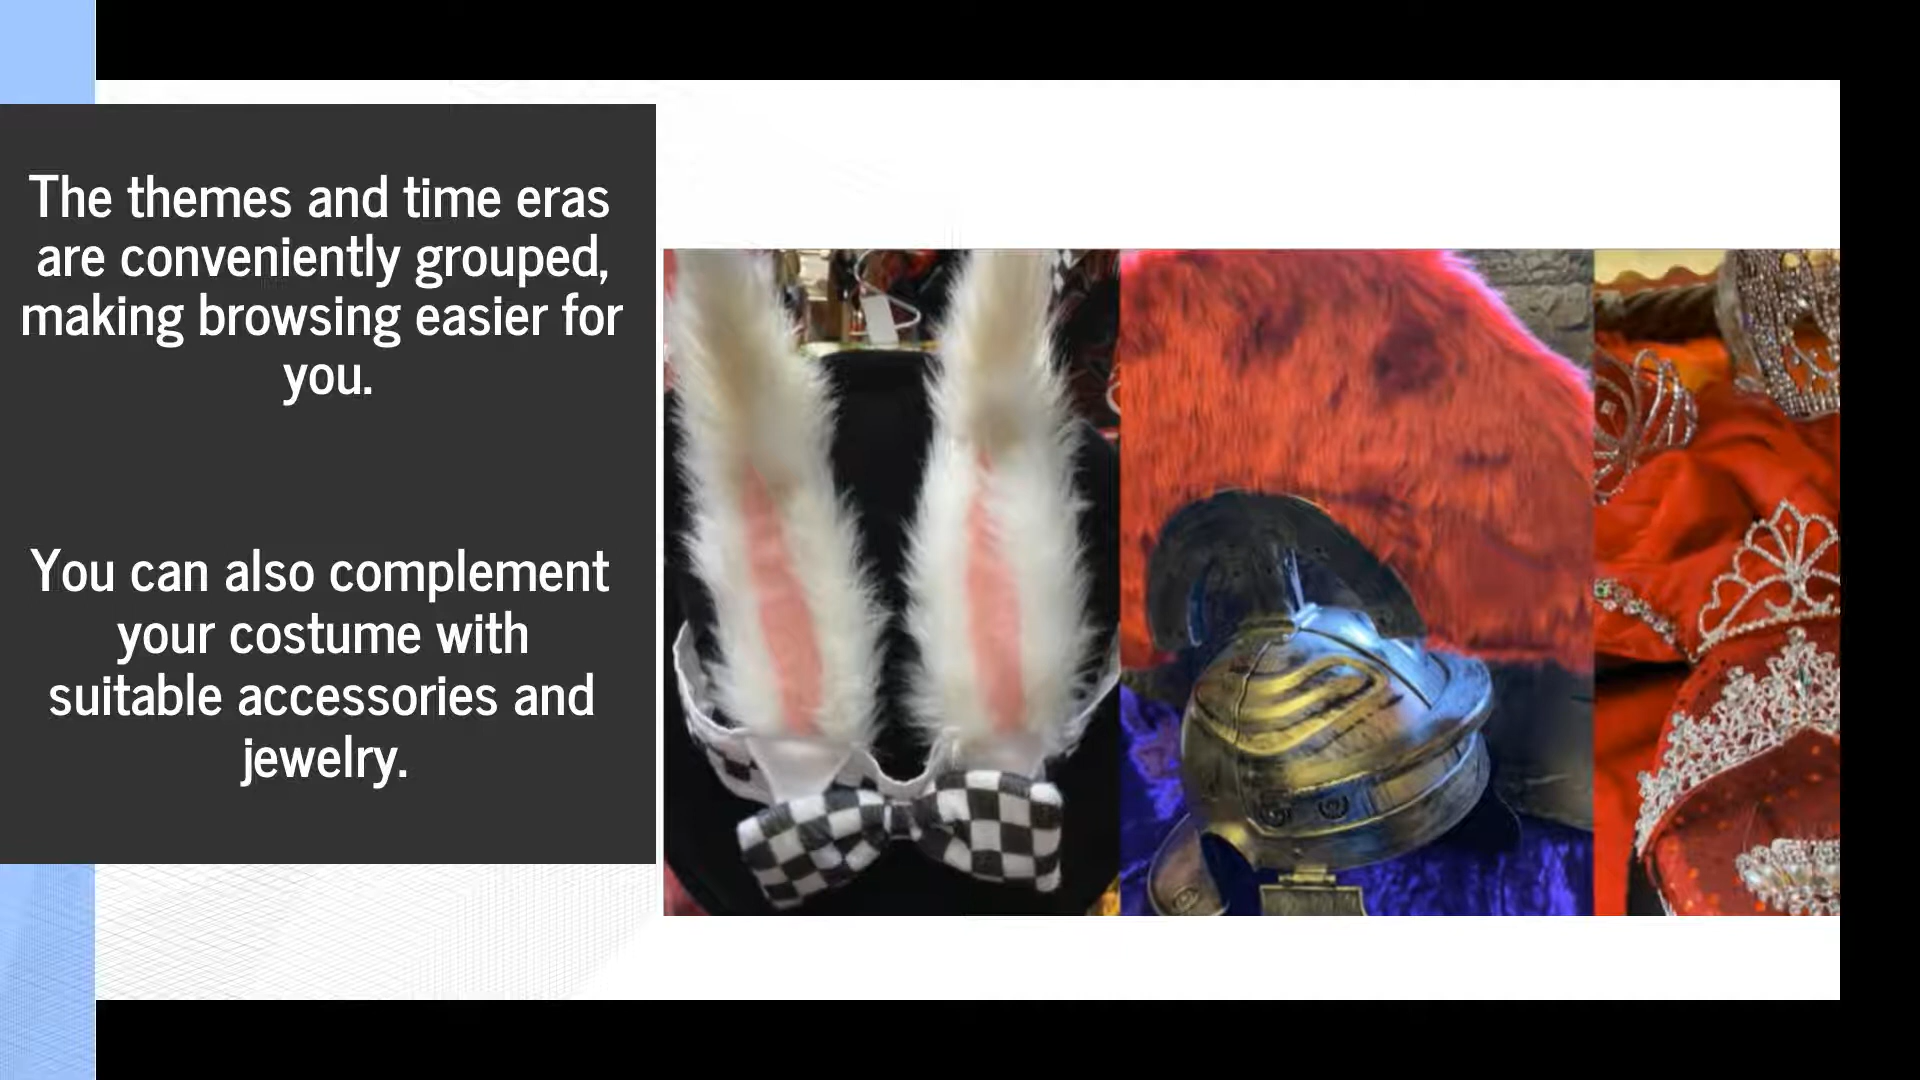 The themes and time eras
are conveniently grouped,
making browsing easier for
you.
You can also complement
your costume with
suitable accessories and
jewelry.